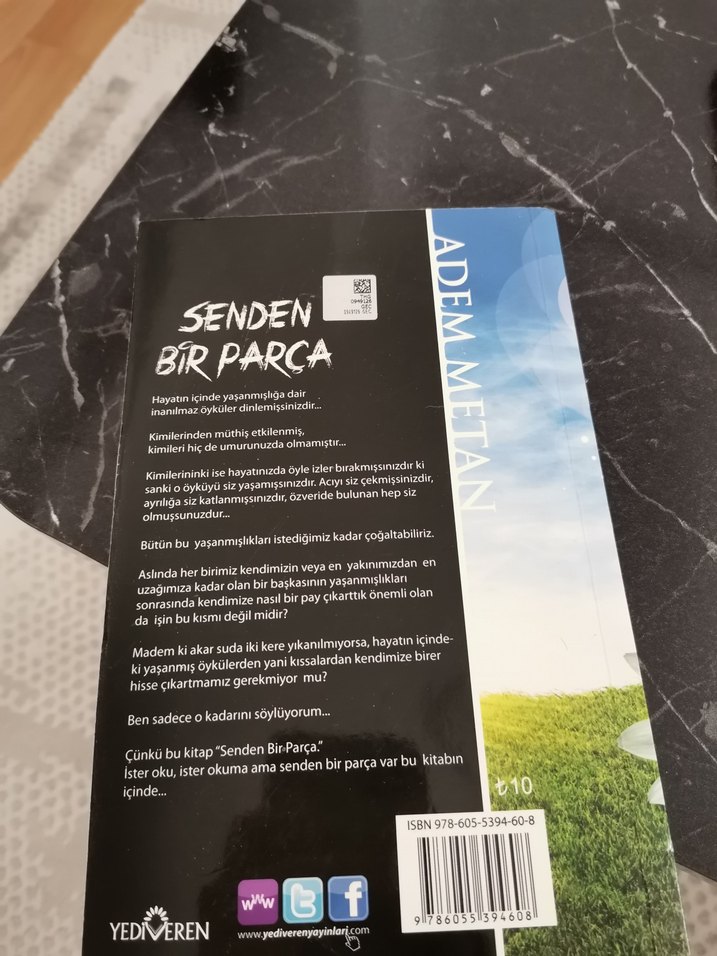 ADEM METAN
SENDEN
BİR PARÇA
Hayatın içinde yaşanmışlığa dair
inanılmaz öyküler dinlemişsinizdir...
Kimilerinden müthiş etkilenmiş,
kimileri hiç de umurunuzda olmamıştır...
Kimilerininki ise hayatınızda öyle izler bırakmışsınızdır ki
sanki o öyküyü siz yaşamışsınızdır. Acıyı siz çekmişsinizdir,
ayrılığa siz katlanmışsınızdır, özveride bulunan hep siz
olmuşsunuzdur...
Bütün bu yaşanmışlıkları istediğimiz kadar çoğaltabiliriz.
Aslında her birimiz kendimizin veya en yakınımızdan en
uzağımıza kadar olan bir başkasının yaşanmışlıkları
sonrasında kendimize nasıl bir pay çıkarttık önemli olan
da işin bu kısmı değil midir?
Madem ki akar suda iki kere yıkanılmıyorsa, hayatın içinde-
ki yaşanmış öykülerden yani kıssalardan kendimize birer
hisse çıkartmamız gerekmiyor mu?
Ben sadece o kadarını söylüyorum...
Çünkü bu kitap "Senden Bir Parça."
İster oku, ister okuma ama senden bir parça var bu kitabın
içinde...
₺10
ISBN 978-605-5394-60-8
9 786055 394608
www
t
f
YEDİVEREN
www.yediverenyayinlari.com